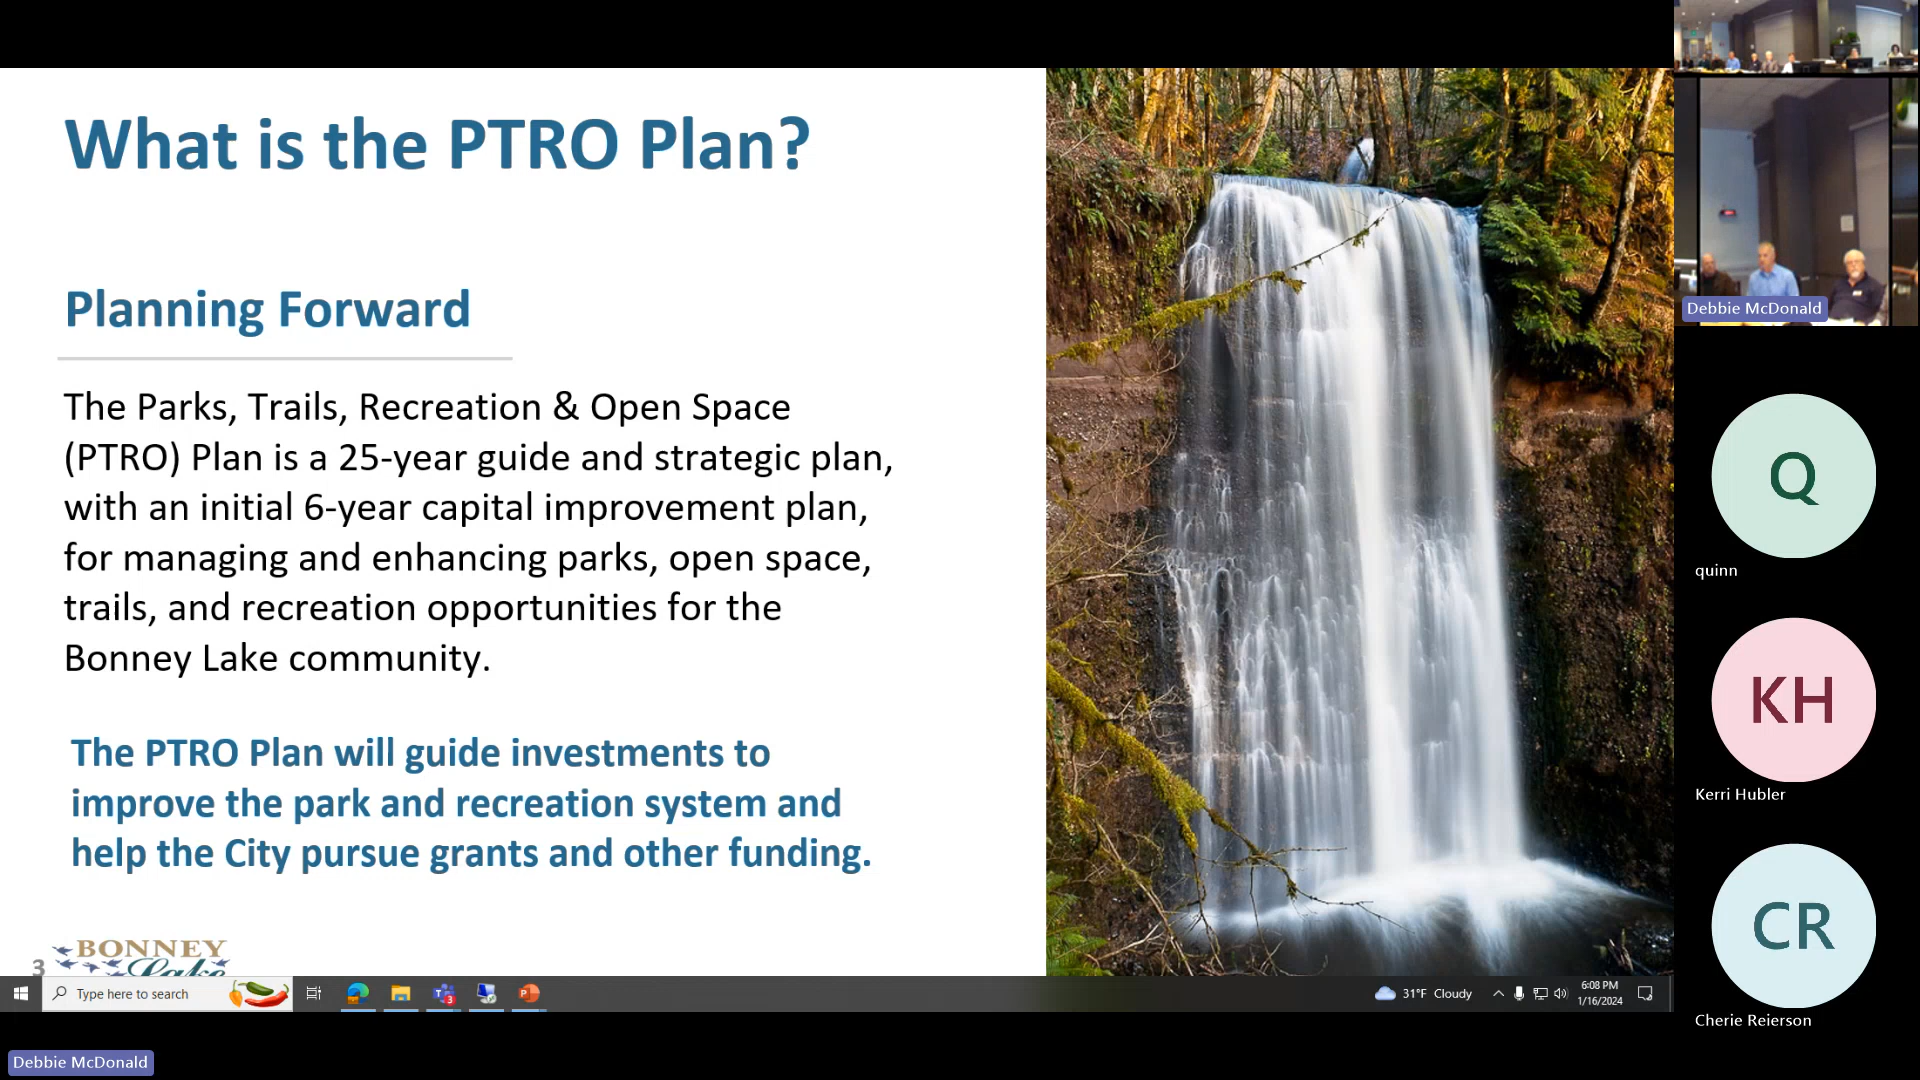 What is the PTRO Plan?
Planning Forward
The Parks, Trails, Recreation & Open Space
(PTRO) Plan is a 25-year guide and strategic plan,
with an initial 6-year capital improvement plan,
for managing and enhancing parks, open space,
trails, and recreation opportunities for the
Bonney Lake community.
The PTRO Plan will guide investments to
improve the park and recreation system and
help the City pursue grants and other funding.
3
BONNEY
Lake
Type here to search
3
31°F Cloudy
6:08 PM
1/16/2024
Debbie McDonald
Debbie McDonald
Q
quinn
KH
Kerri Hubler
CR
Cherie Reierson